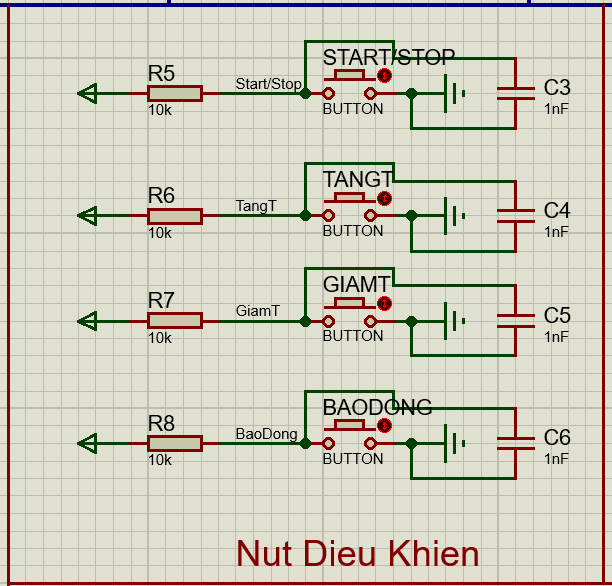 START/STOP
R5
Start/Stop
C3
10k
BUTTON
1nF
TANGT
R6
TangT
C4
10k
BUTTON
1nF
GIAMT
R7
GiamT
C5
10k
BUTTON
1nF
BAODONG
R8
BaoDong
C6
10k
BUTTON
1nF
Nut Dieu Khien